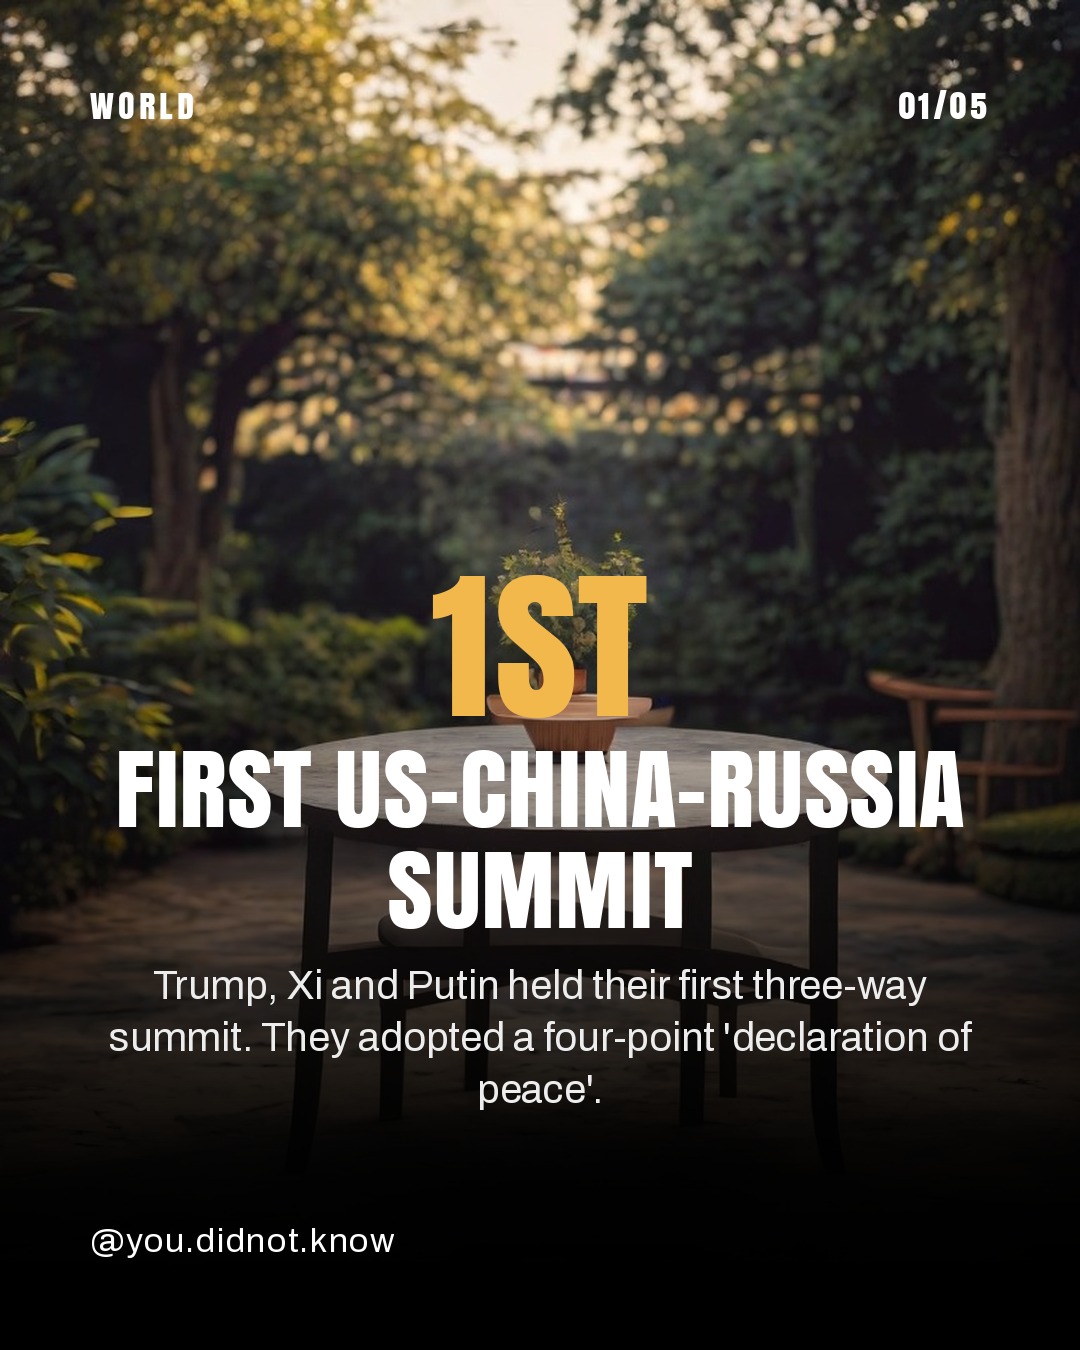 WORLD
01/05
1ST
FIRST US-CHINA-RUSSIA
SUMMIT
Trump, Xi and Putin held their first three-way
summit. They adopted a four-point 'declaration of
peace'.
@you.didnot.know